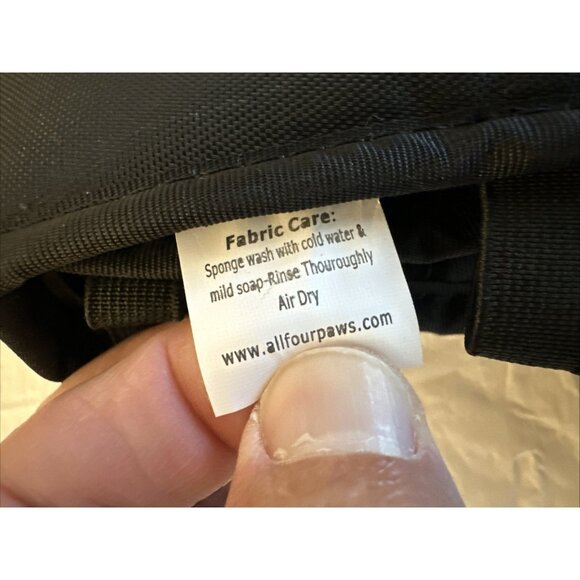 Fabric Care:
Sponge wash with cold water &
mild soap-Rinse Thouroughly
Air Dry
www.allfourpaws.com